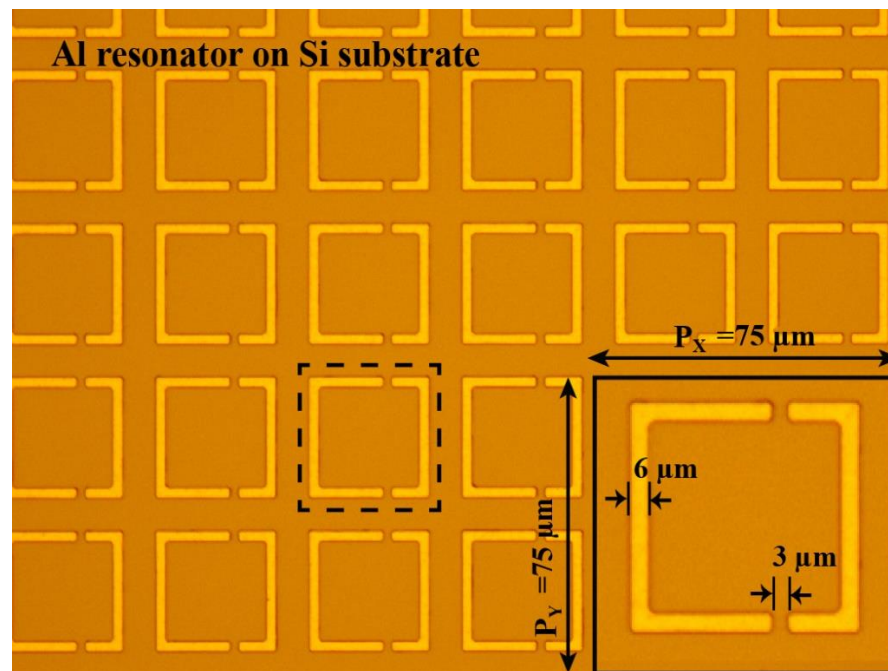 Al resonator on Si substrate
P_X =75 µm
6 µm
P_Y =75 µm
3 µm